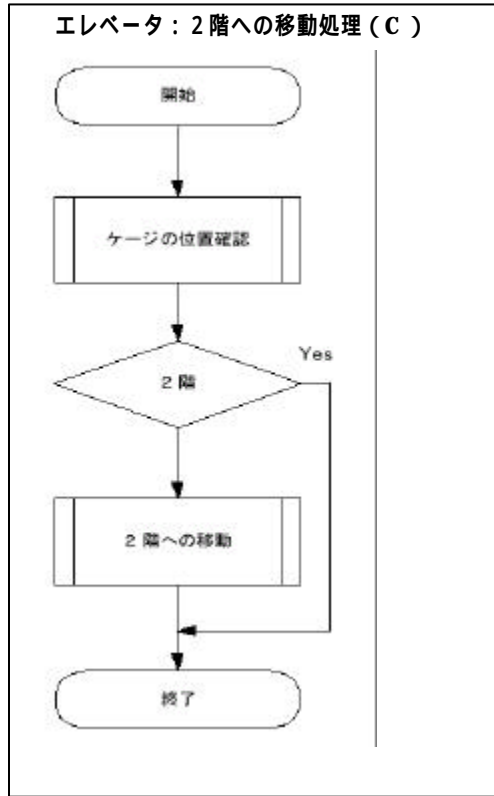 エレベータ：２階への移動処理（C ）
開始
ケージの位置確認
Yes
２階
２階への移動
終了